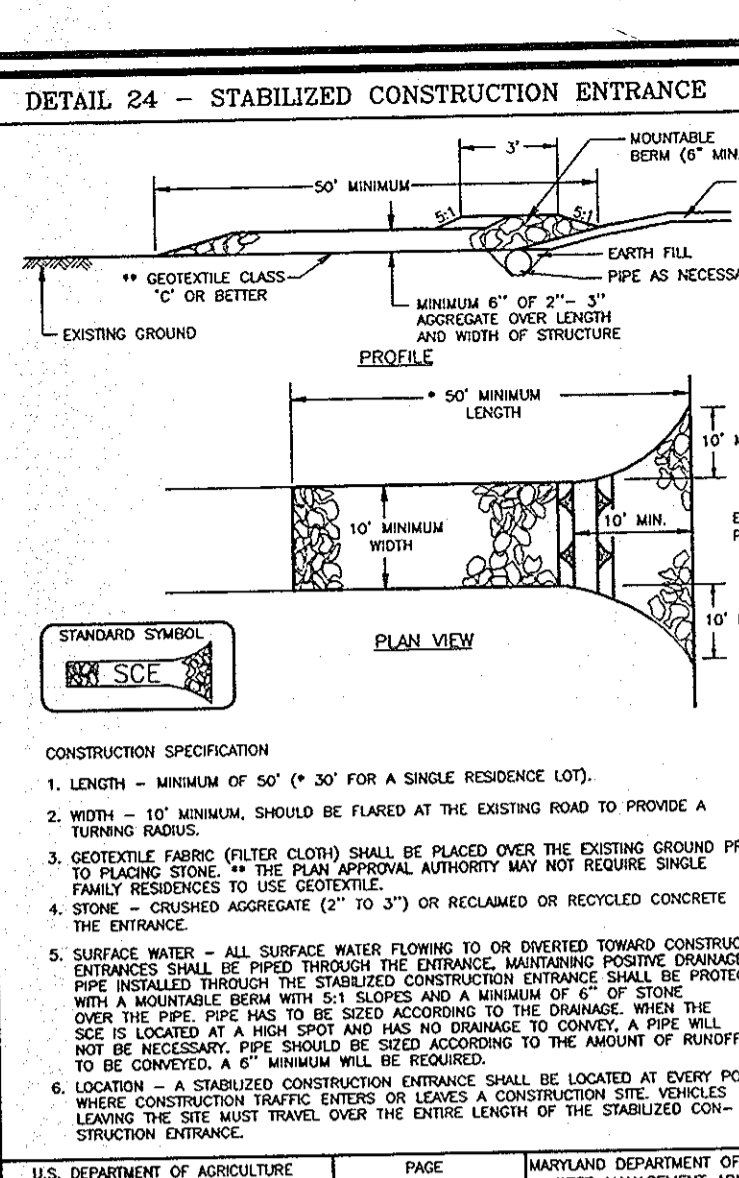 DETAIL 24 - STABILIZED CONSTRUCTION ENTRANCE
3'
MOUNTABLE
BERM (6" MIN.
50' MINIMUM
5:1
5:1
EARTH FILL
** GEOTEXTILE CLASS
'C' OR BETTER
PIPE AS NECESSA
MINIMUM 6" OF 2"- 3"
AGGREGATE OVER LENGTH
AND WIDTH OF STRUCTURE
EXISTING GROUND
PROFILE
* 50' MINIMUM
LENGTH
10' M
10' MINIMUM
WIDTH
10' MIN.
E
P
10'
STANDARD SYMBOL
SCE
PLAN VIEW
CONSTRUCTION SPECIFICATION
1. LENGTH - MINIMUM OF 50' (* 30' FOR A SINGLE RESIDENCE LOT).
2. WIDTH - 10' MINIMUM, SHOULD BE FLARED AT THE EXISTING ROAD TO PROVIDE A
TURNING RADIUS.
3. GEOTEXTILE FABRIC (FILTER CLOTH) SHALL BE PLACED OVER THE EXISTING GROUND PR
TO PLACING STONE. ** THE PLAN APPROVAL AUTHORITY MAY NOT REQUIRE SINGLE
FAMILY RESIDENCES TO USE GEOTEXTILE.
4. STONE - CRUSHED AGGREGATE (2" TO 3") OR RECLAIMED OR RECYCLED CONCRETE
THE ENTRANCE.
5. SURFACE WATER - ALL SURFACE WATER FLOWING TO OR DIVERTED TOWARD CONSTRUC
ENTRANCES SHALL BE PIPED THROUGH THE ENTRANCE, MAINTAINING POSITIVE DRAINAGE
PIPE INSTALLED THROUGH THE STABILIZED CONSTRUCTION ENTRANCE SHALL BE PROTEC
WITH A MOUNTABLE BERM WITH 5:1 SLOPES AND A MINIMUM OF 6" OF STONE
OVER THE PIPE. PIPE HAS TO BE SIZED ACCORDING TO THE DRAINAGE. WHEN THE
SCE IS LOCATED AT A HIGH SPOT AND HAS NO DRAINAGE TO CONVEY, A PIPE WILL
NOT BE NECESSARY. PIPE SHOULD BE SIZED ACCORDING TO THE AMOUNT OF RUNOFF
TO BE CONVEYED. A 6" MINIMUM WILL BE REQUIRED.
6. LOCATION - A STABILIZED CONSTRUCTION ENTRANCE SHALL BE LOCATED AT EVERY PO
WHERE CONSTRUCTION TRAFFIC ENTERS OR LEAVES A CONSTRUCTION SITE. VEHICLES
LEAVING THE SITE MUST TRAVEL OVER THE ENTIRE LENGTH OF THE STABILIZED CON-
STRUCTION ENTRANCE.
U.S. DEPARTMENT OF AGRICULTURE
PAGE
MARYLAND DEPARTMENT OF